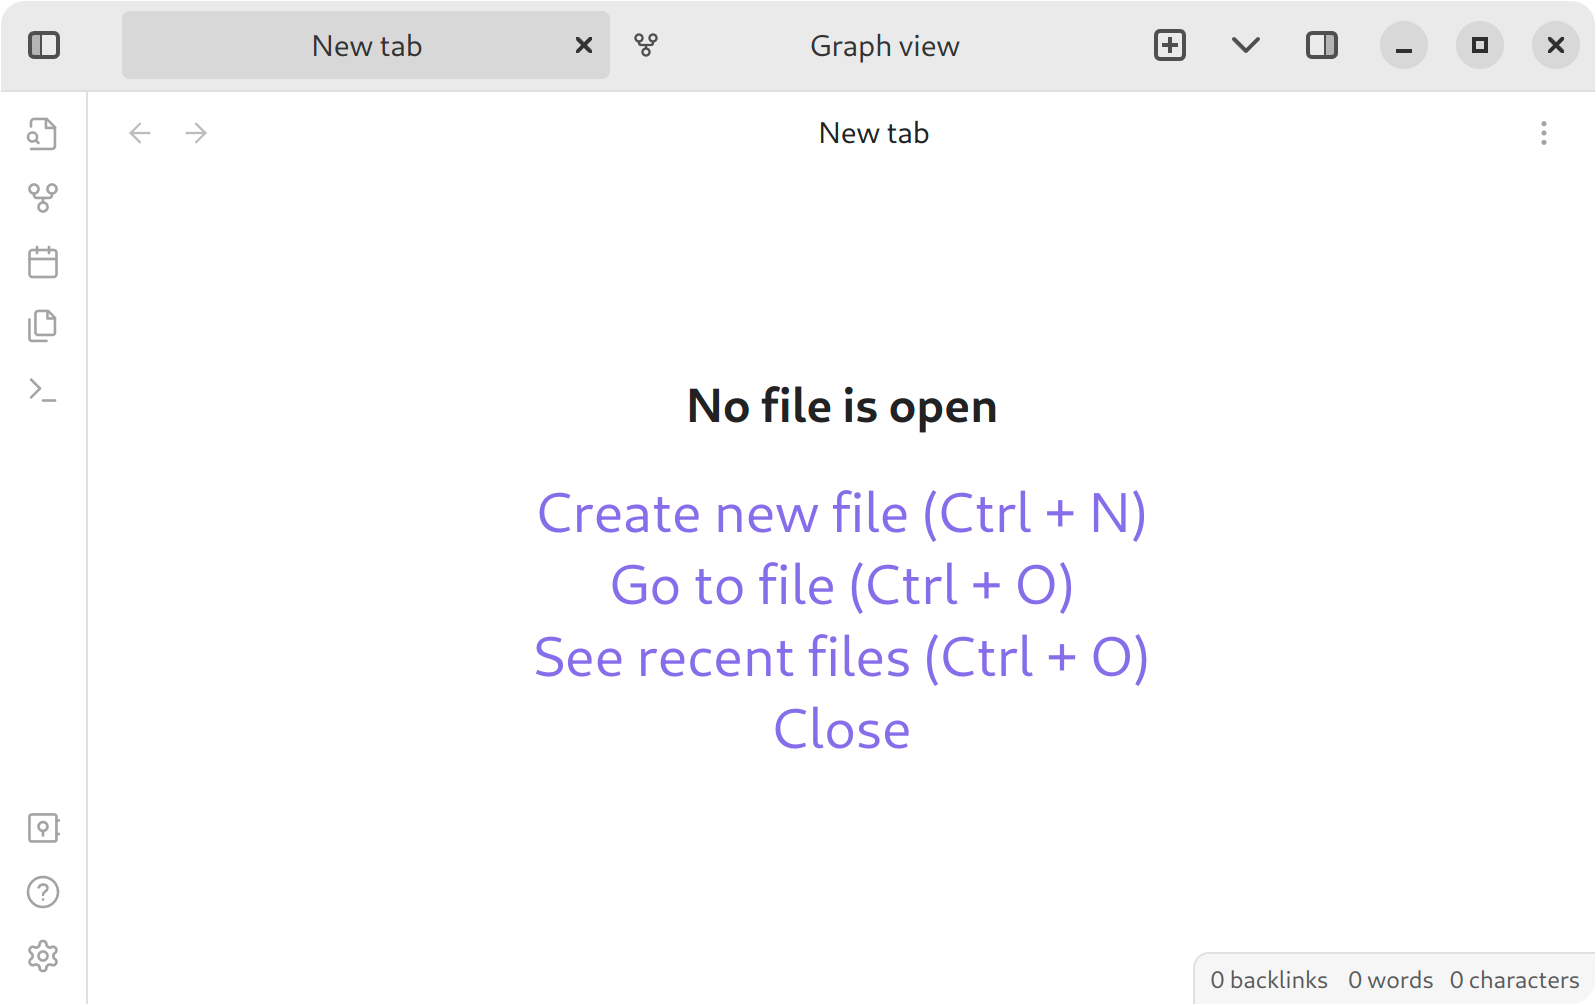 New tab
Graph view
New tab
No file is open
Create new file (Ctrl + N)
Go to file (Ctrl + O)
See recent files (Ctrl + O)
Close
0 backlinks 0 words 0 characters